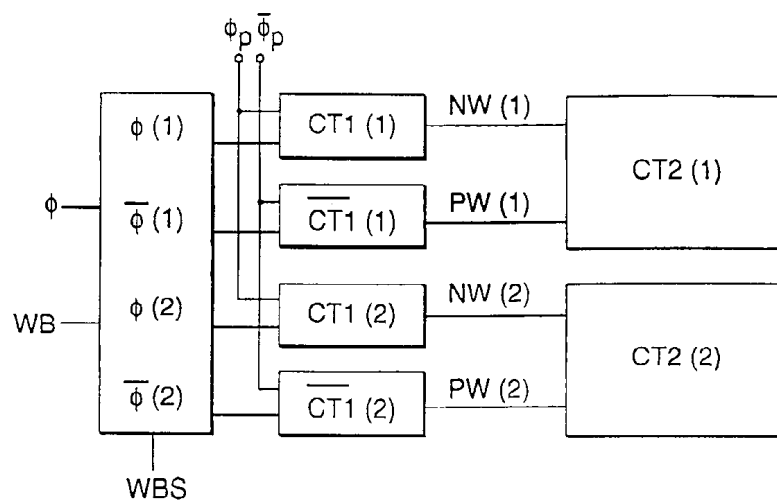 ϕp ϕ̅p
ϕ (1)
CT1 (1)
NW (1)
CT2 (1)
ϕ
ϕ̅ (1)
C̅T̅1̅ (1)
PW (1)
WB
ϕ (2)
CT1 (2)
NW (2)
CT2 (2)
ϕ̅ (2)
C̅T̅1̅ (2)
PW (2)
WBS